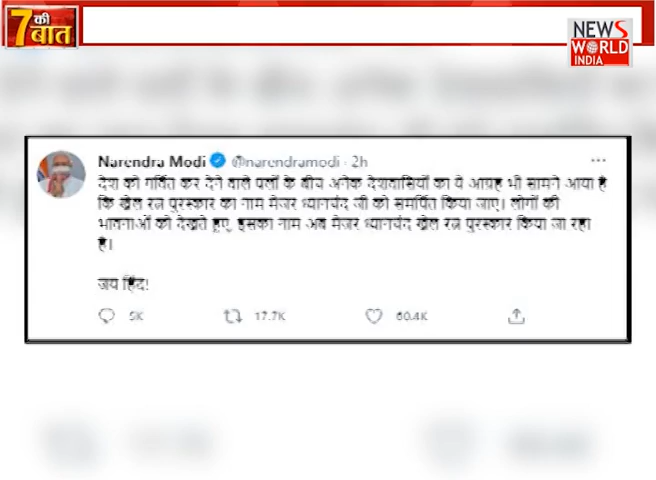 7 की
बात
NEWS
WORLD
INDIA
Narendra Modi @narendramodi · 2h
देश को गर्वित कर देने वाले पलों के बीच अनेक देशवासियों का ये आग्रह भी सामने आया है
कि खेल रत्न पुरस्कार का नाम मेजर ध्यानचंद जी को समर्पित किया जाए। लोगों की
भावनाओं को देखते हुए, इसका नाम अब मेजर ध्यानचंद खेल रत्न पुरस्कार किया जा रहा
है।
जय हिंद!
5K 17.7K 60.4K